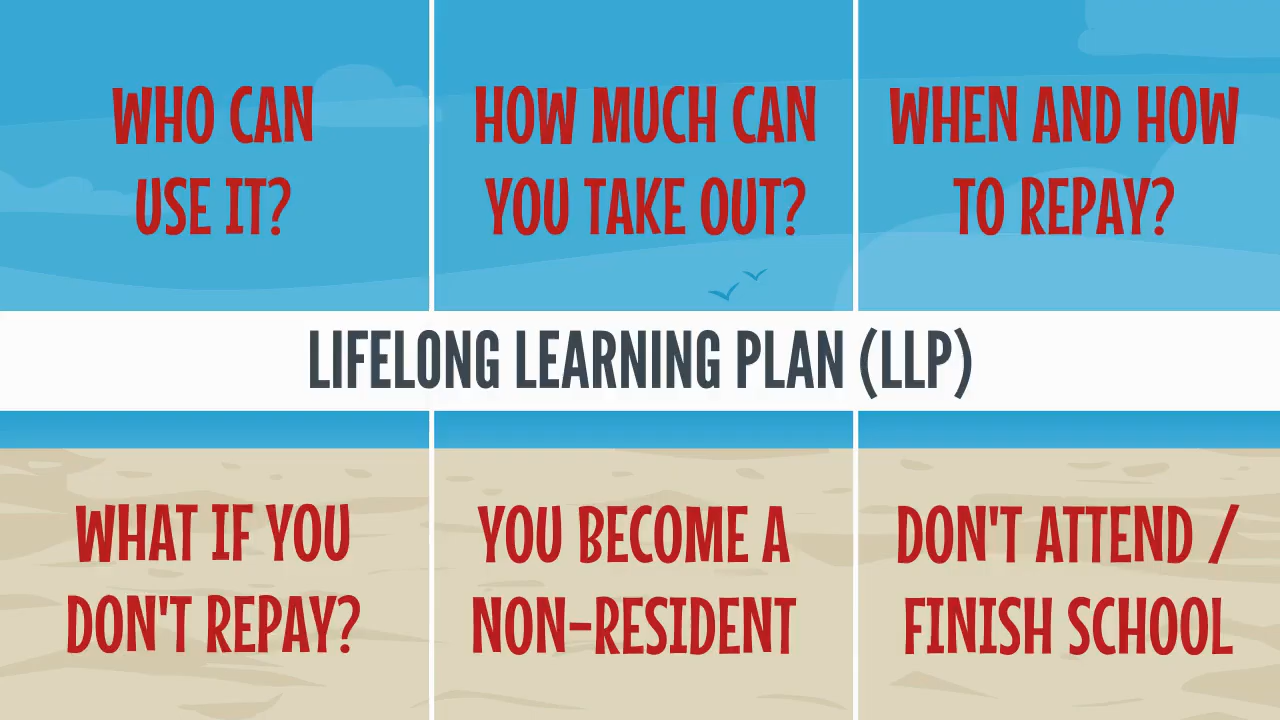 WHO CAN
USE IT?
HOW MUCH CAN
YOU TAKE OUT?
WHEN AND HOW
TO REPAY?
LIFELONG LEARNING PLAN (LLP)
WHAT IF YOU
DON'T REPAY?
YOU BECOME A
NON-RESIDENT
DON'T ATTEND /
FINISH SCHOOL